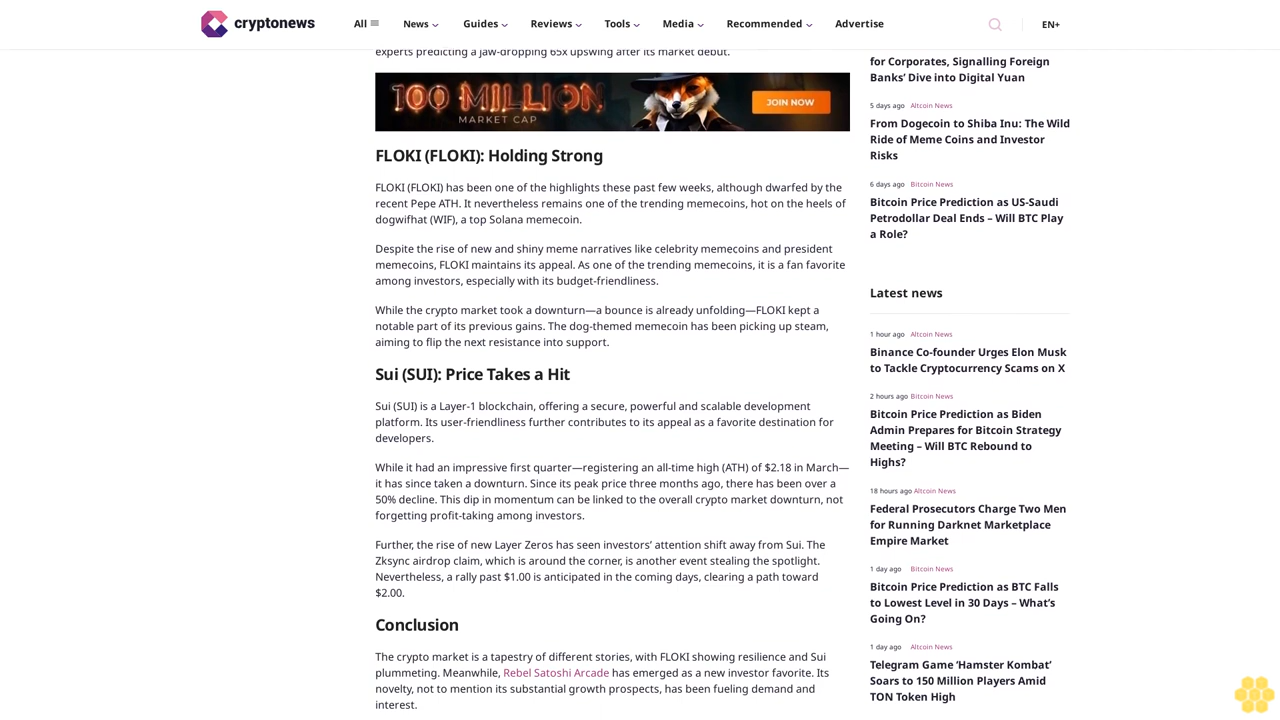 cryptonews
All
News
Guides
Reviews
Tools
Media
Recommended
Advertise
EN+
experts predicting a jaw-dropping 65x upswing after its market debut.
100 MILLION
MARKET CAP
JOIN NOW
FLOKI (FLOKI): Holding Strong
FLOKI (FLOKI) has been one of the highlights these past few weeks, although dwarfed by the
recent Pepe ATH. It nevertheless remains one of the trending memecoins, hot on the heels of
dogwifhat (WIF), a top Solana memecoin.
Despite the rise of new and shiny meme narratives like celebrity memecoins and president
memecoins, FLOKI maintains its appeal. As one of the trending memecoins, it is a fan favorite
among investors, especially with its budget-friendliness.
While the crypto market took a downturn—a bounce is already unfolding—FLOKI kept a
notable part of its previous gains. The dog-themed memecoin has been picking up steam,
aiming to flip the next resistance into support.
Sui (SUI): Price Takes a Hit
Sui (SUI) is a Layer-1 blockchain, offering a secure, powerful and scalable development
platform. Its user-friendliness further contributes to its appeal as a favorite destination for
developers.
While it had an impressive first quarter—registering an all-time high (ATH) of $2.18 in March—
it has since taken a downturn. Since its peak price three months ago, there has been over a
50% decline. This dip in momentum can be linked to the overall crypto market downturn, not
forgetting profit-taking among investors.
Further, the rise of new Layer Zeros has seen investors’ attention shift away from Sui. The
Zksync airdrop claim, which is around the corner, is another event stealing the spotlight.
Nevertheless, a rally past $1.00 is anticipated in the coming days, clearing a path toward
$2.00.
Conclusion
The crypto market is a tapestry of different stories, with FLOKI showing resilience and Sui
plummeting. Meanwhile, Rebel Satoshi Arcade has emerged as a new investor favorite. Its
novelty, not to mention its substantial growth prospects, has been fueling demand and
interest.
for Corporates, Signalling Foreign
Banks’ Dive into Digital Yuan
5 days ago Altcoin News
From Dogecoin to Shiba Inu: The Wild
Ride of Meme Coins and Investor
Risks
6 days ago Bitcoin News
Bitcoin Price Prediction as US-Saudi
Petrodollar Deal Ends – Will BTC Play
a Role?
Latest news
1 hour ago Altcoin News
Binance Co-founder Urges Elon Musk
to Tackle Cryptocurrency Scams on X
2 hours ago Bitcoin News
Bitcoin Price Prediction as Biden
Admin Prepares for Bitcoin Strategy
Meeting – Will BTC Rebound to
Highs?
18 hours ago Altcoin News
Federal Prosecutors Charge Two Men
for Running Darknet Marketplace
Empire Market
1 day ago Bitcoin News
Bitcoin Price Prediction as BTC Falls
to Lowest Level in 30 Days – What’s
Going On?
1 day ago Altcoin News
Telegram Game ‘Hamster Kombat’
Soars to 150 Million Players Amid
TON Token High